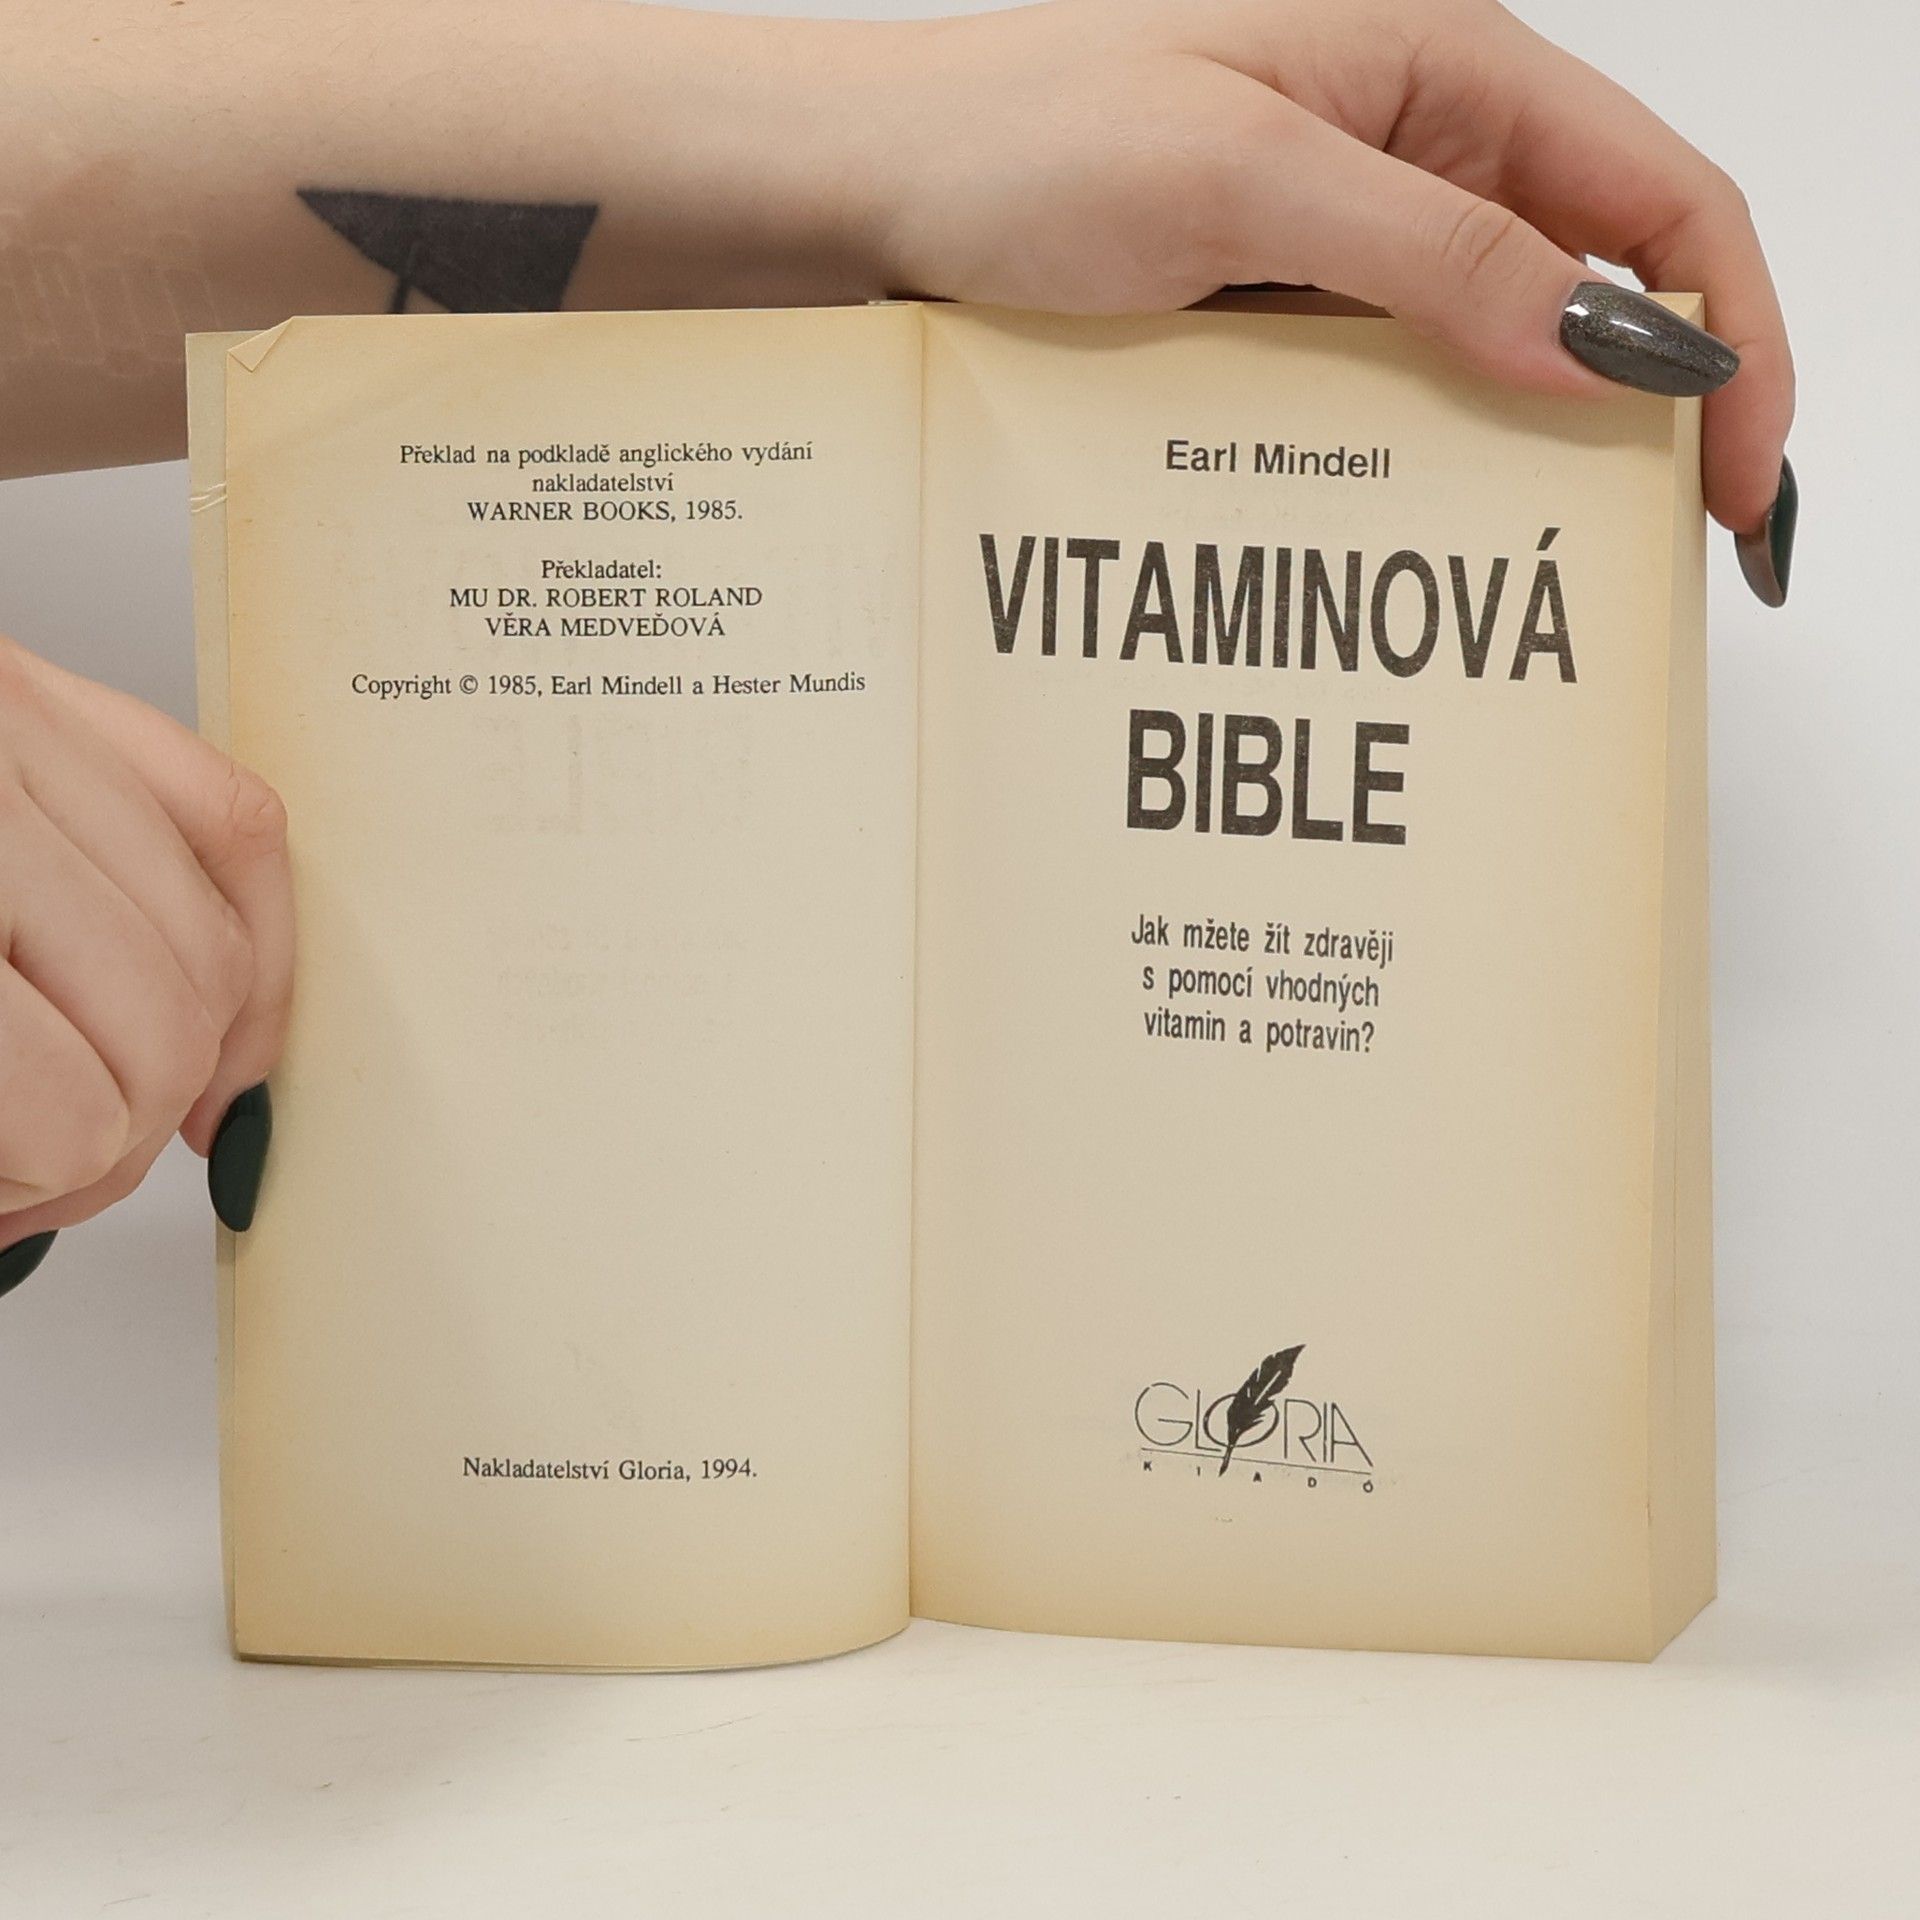 Překlad na podkladě anglického vydání
nakladatelství
WARNER BOOKS, 1985.
Překladatel:
MU DR. ROBERT ROLAND
VĚRA MEDVEĎOVÁ
Copyright © 1985, Earl Mindell a Hester Mundis
Nakladatelství Gloria, 1994.
Earl Mindell
VITAMINOVÁ
BIBLE
Jak mžete žít zdravěji
s pomocí vhodných
vitamin a potravin?
GLORIA
KIADÓ